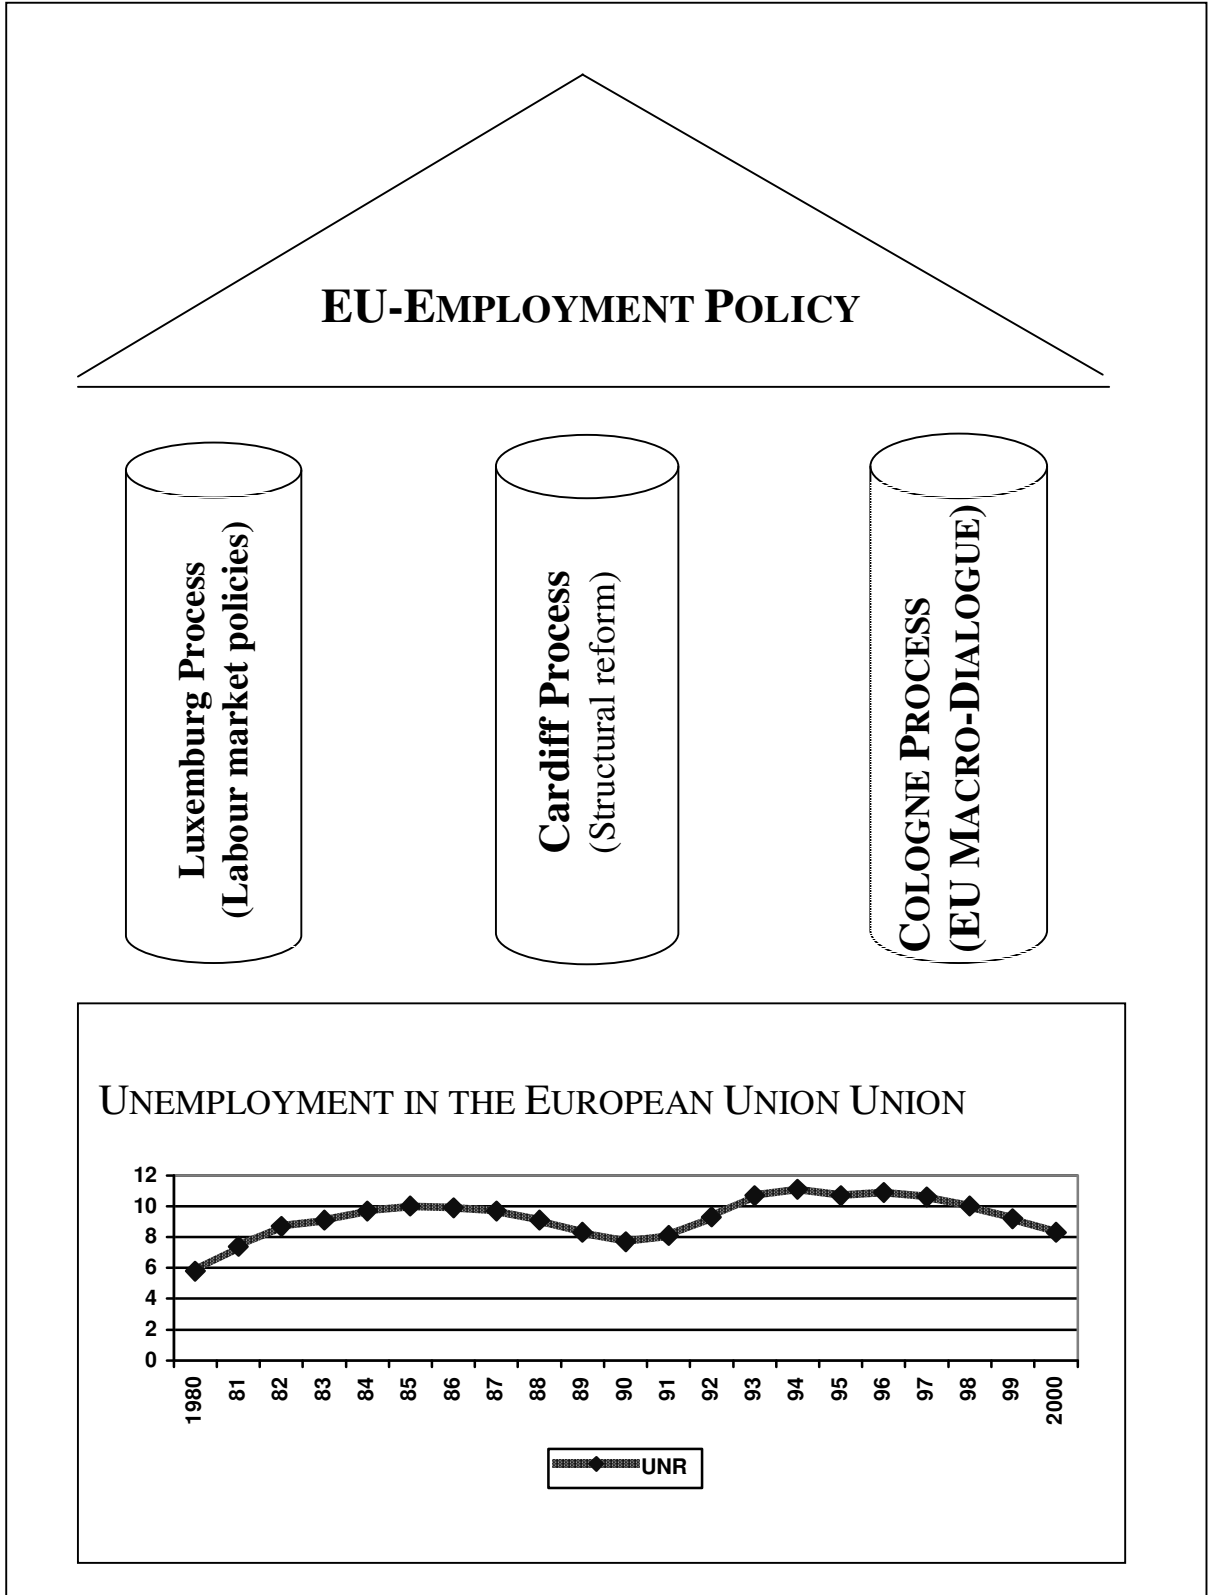 EU-EMPLOYMENT POLICY
Luxemburg Process
(Labour market policies)
Cardiff Process
(Structural reform)
COLOGNE PROCESS
(EU MACRO-DIALOGUE)
UNEMPLOYMENT IN THE EUROPEAN UNION UNION
12
10
8
6
4
2
0
1980 81 82 83 84 85 86 87 88 89 90 91 92 93 94 95 96 97 98 99 2000
UNR